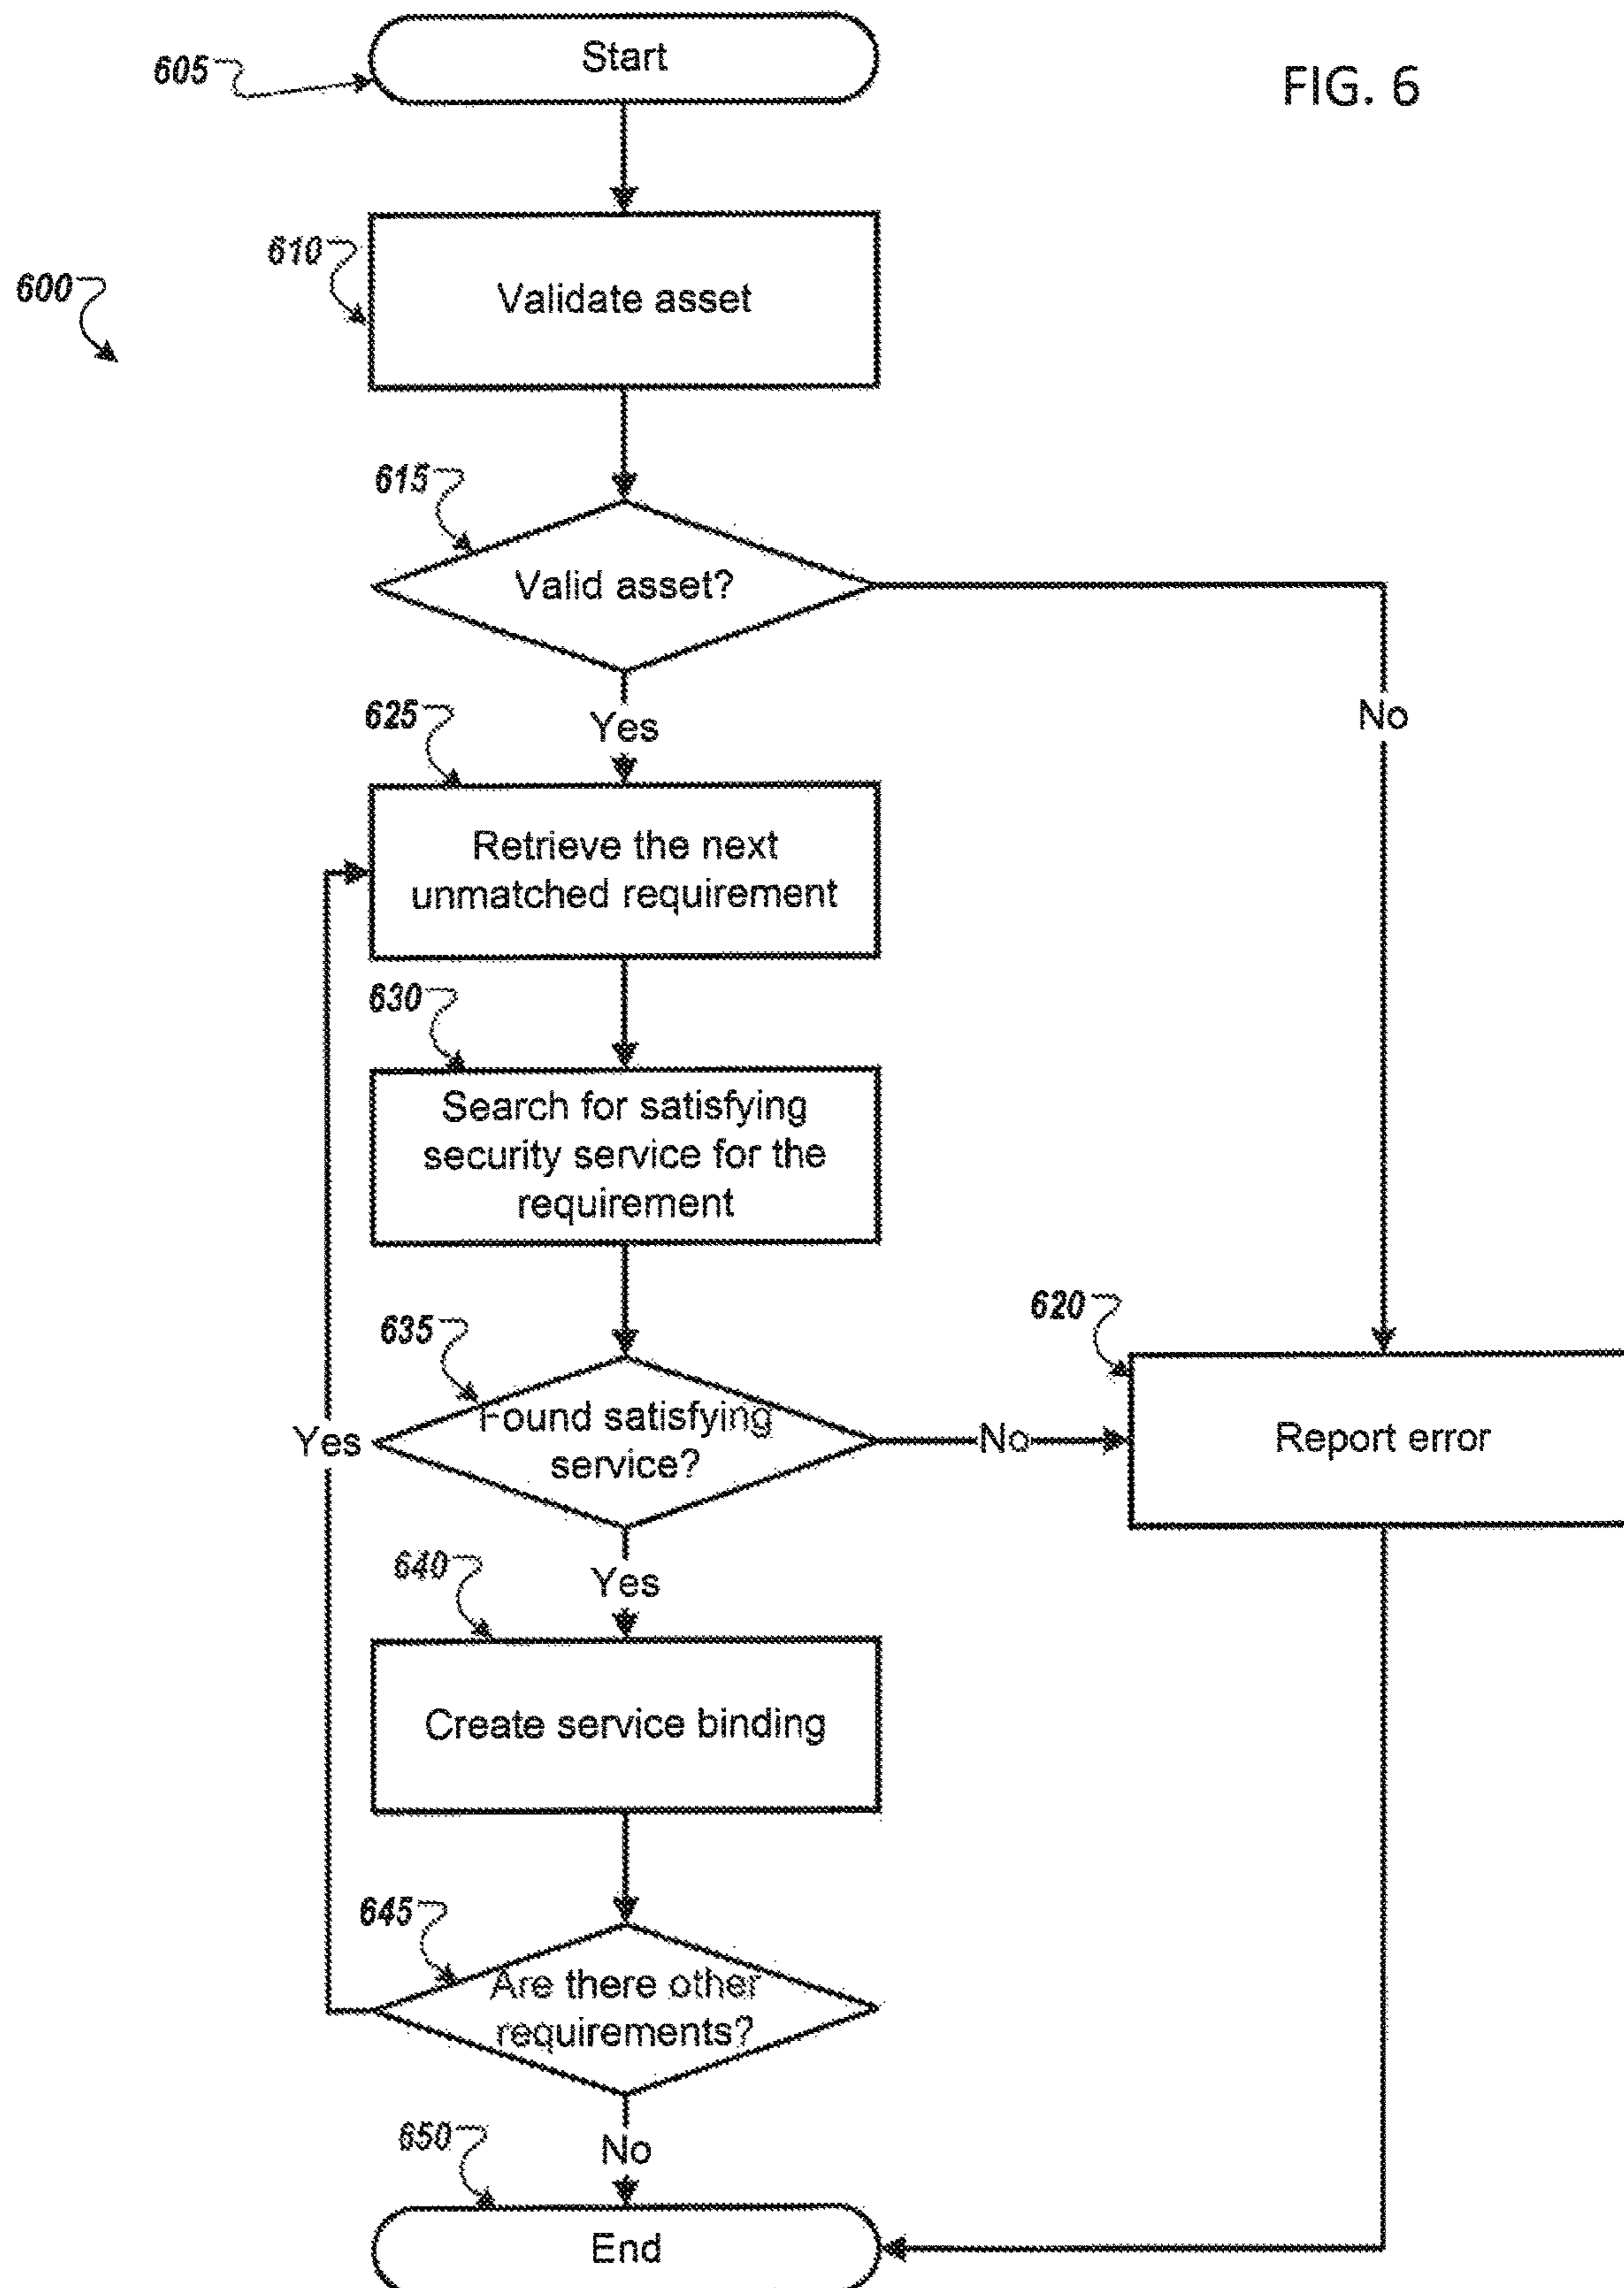 FIG. 6
600
605
Start
610
Validate asset
615
Valid asset?
Yes
No
625
Retrieve the next
unmatched requirement
630
Search for satisfying
security service for the
requirement
635
Found satisfying
service?
Yes
No
620
Report error
Yes
640
Create service binding
645
Are there other
requirements?
No
650
End